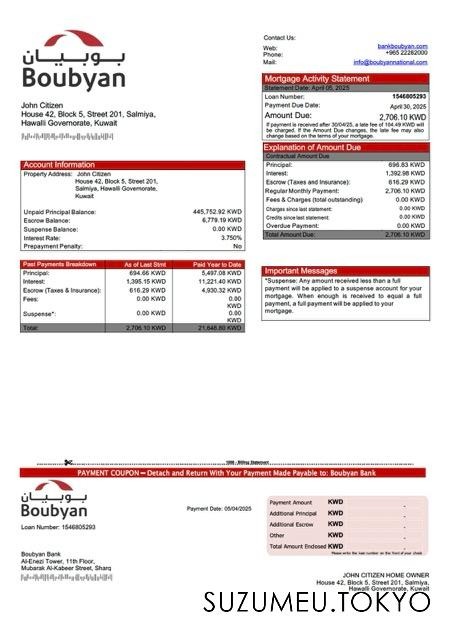 بوبيان
Boubyan
Contact Us:
Web: bankboubyan.com
Phone: +965 22282000
Mail: info@boubyannational.com
John Citizen
House 42, Block 5, Street 201, Salmiya,
Hawalli Governorate, Kuwait
Mortgage Activity Statement
Statement Date: April 05, 2025
Loan Number: 1546805293
Payment Due Date: April 30, 2025
Amount Due: 2,706.10 KWD
If payment is received after 30/04/25, a late fee of 104.49 KWD will
be charged. If the Amount Due changes, the late fee may also
change based on the terms of your mortgage.
Explanation of Amount Due
Contractual Amount Due
Principal: 696.83 KWD
Interest: 1,392.98 KWD
Escrow (Taxes and Insurance): 616.29 KWD
Regular Monthly Payment: 2,706.10 KWD
Fees & Charges (total outstanding) 0.00 KWD
Charges since last statement: 0.00 KWD
Credits since last statement: 0.00 KWD
Overdue Payment: 0.00 KWD
Total Amount Due: 2,706.10 KWD
Account Information
Property Address: John Citizen
House 42, Block 5, Street 201,
Salmiya, Hawalli Governorate,
Kuwait
Unpaid Principal Balance: 445,752.92 KWD
Escrow Balance: 6,779.19 KWD
Suspense Balance: 0.00 KWD
Interest Rate: 3.750%
Prepayment Penalty: No
Past Payments Breakdown As of Last Stmt Paid Year to Date
Principal: 694.66 KWD 5,497.08 KWD
Interest: 1,395.15 KWD 11,221.40 KWD
Escrow (Taxes & Insurance): 616.29 KWD 4,930.32 KWD
Fees: 0.00 KWD 0.00
KWD
Suspense*: 0.00 KWD 0.00
KWD
Total: 2,706.10 KWD 21,648.80 KWD
Important Messages
*Suspense: Any amount received less than a full
payment will be applied to a suspense account for your
mortgage. When enough is received to equal a full
payment, a full payment will be applied to your
mortgage.
1098 - Billing Statement
PAYMENT COUPON – Detach and Return With Your Payment Made Payable to: Boubyan Bank
بوبيان
Boubyan
Loan Number: 1546805293
Payment Date: 05/04/2025
Payment Amount KWD .
Additional Principal KWD .
Additional Escrow KWD .
Other KWD .
Total Amount Enclosed KWD .
Please write the loan number on the front of your check
Boubyan Bank
Al-Enezi Tower, 11th Floor,
Mubarak Al-Kabeer Street, Sharq
JOHN CITIZEN HOME OWNER
House 42, Block 5, Street 201, Salmiya,
Hawalli Governorate, Kuwait
SUZUMEU.TOKYO